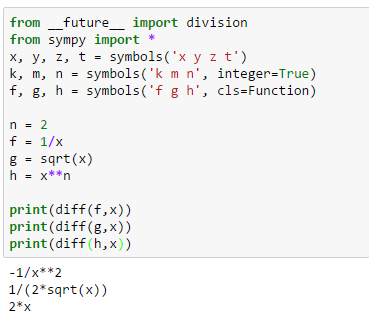 from __future__ import division
from sympy import *
x, y, z, t = symbols('x y z t')
k, m, n = symbols('k m n', integer=True)
f, g, h = symbols('f g h', cls=Function)

n = 2
f = 1/x
g = sqrt(x)
h = x**n

print(diff(f,x))
print(diff(g,x))
print(diff(h,x))
-1/x**2
1/(2*sqrt(x))
2*x